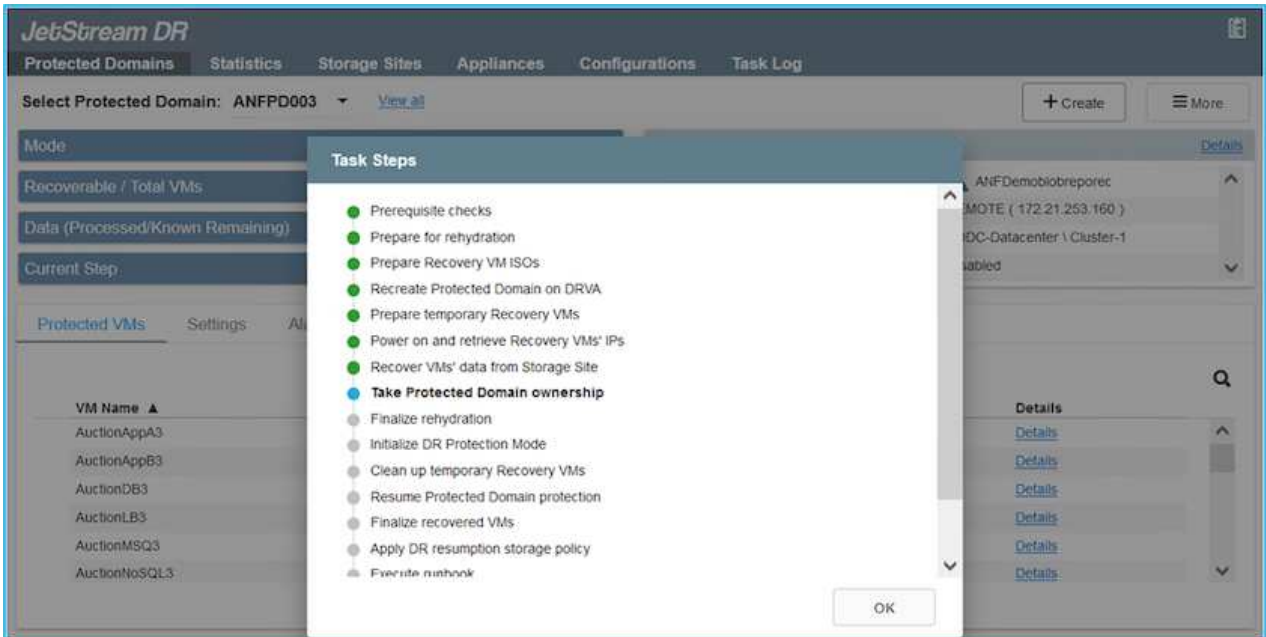 JetStream DR
Protected Domains Statistics Storage Sites Appliances Configurations Task Log
Select Protected Domain: ANFPD003 View all + Create More
Mode Details
Recoverable / Total VMs ANFDemoblobreporec
Data (Processed/Known Remaining) MOTE ( 172.21.253.160 )
DC-Datacenter \ Cluster-1
Current Step abled
Task Steps
Prerequisite checks
Prepare for rehydration
Prepare Recovery VM ISOs
Recreate Protected Domain on DRVA
Prepare temporary Recovery VMs
Power on and retrieve Recovery VMs' IPs
Recover VMs' data from Storage Site
Take Protected Domain ownership
Finalize rehydration
Initialize DR Protection Mode
Clean up temporary Recovery VMs
Resume Protected Domain protection
Finalize recovered VMs
Apply DR resumption storage policy
Execute runbook
OK
Protected VMs Settings Al
VM Name Details
AuctionAppA3 Details
AuctionAppB3 Details
AuctionDB3 Details
AuctionLB3 Details
AuctionMSQ3 Details
AuctionNoSQL3 Details